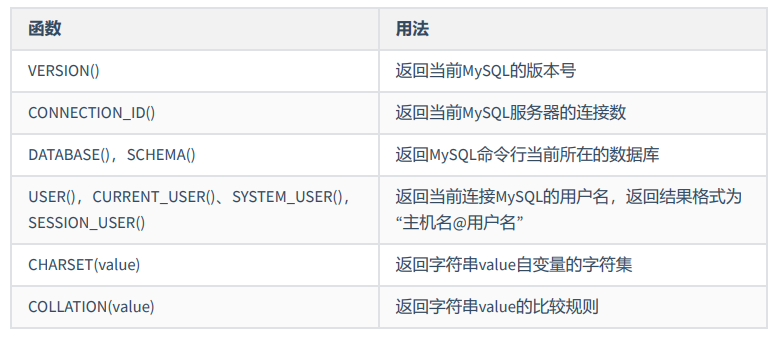 函数 用法
VERSION() 返回当前MySQL的版本号
CONNECTION_ID() 返回当前MySQL服务器的连接数
DATABASE()，SCHEMA() 返回MySQL命令行当前所在的数据库
USER()，CURRENT_USER()、SYSTEM_USER()， 返回当前连接MySQL的用户名，返回结果格式为
SESSION_USER() “主机名@用户名”
CHARSET(value) 返回字符串value自变量的字符集
COLLATION(value) 返回字符串value的比较规则